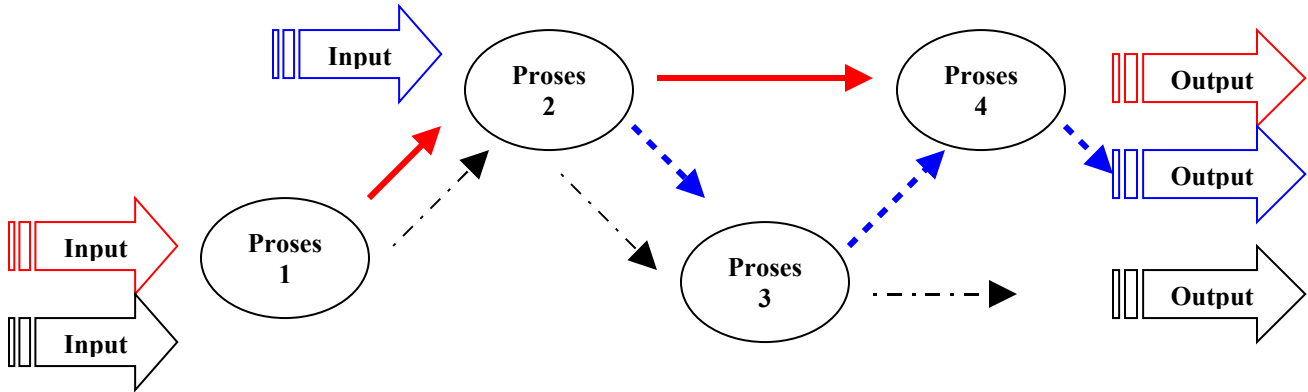 Input
Proses
2
Proses
4
Output
Output
Input
Proses
1
Proses
3
Output
Input